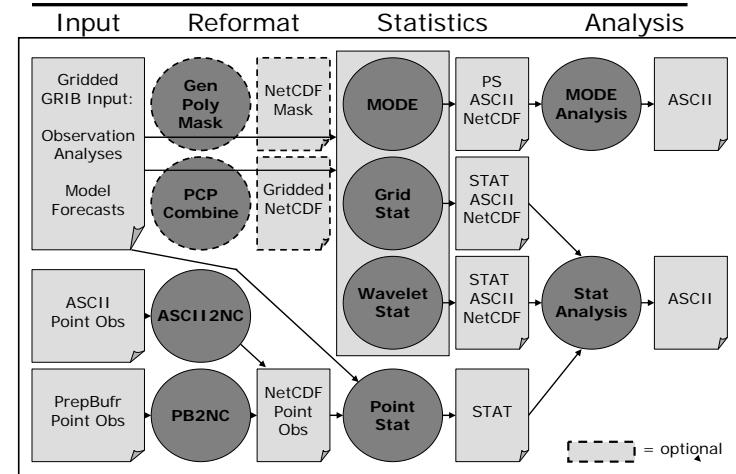 Input Reformat Statistics Analysis
Gridded
GRIB Input:
Observation
Analyses
Model
Forecasts
Gen
Poly
Mask
NetCDF
Mask
MODE
PS
ASCII
NetCDF
MODE
Analysis
ASCII
PCP
Combine
Gridded
NetCDF
Grid
Stat
STAT
ASCII
NetCDF
ASCII
Point Obs
ASCII2NC
Wavelet
Stat
STAT
ASCII
NetCDF
Stat
Analysis
ASCII
PrepBufr
Point Obs
PB2NC
NetCDF
Point
Obs
Point
Stat
STAT
= optional